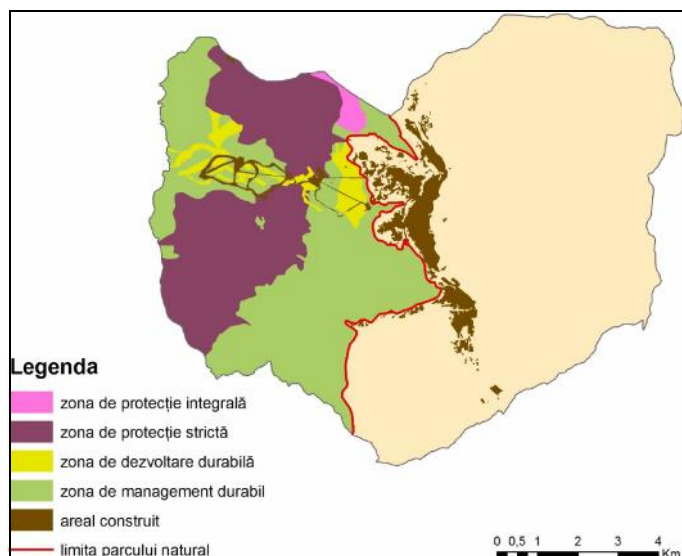 Legenda
zona de protecție integrală
zona de protecție strictă
zona de dezvoltare durabilă
zona de management durabil
areal construit
limita parcului natural
0 0,5 1 2 3 4
Km